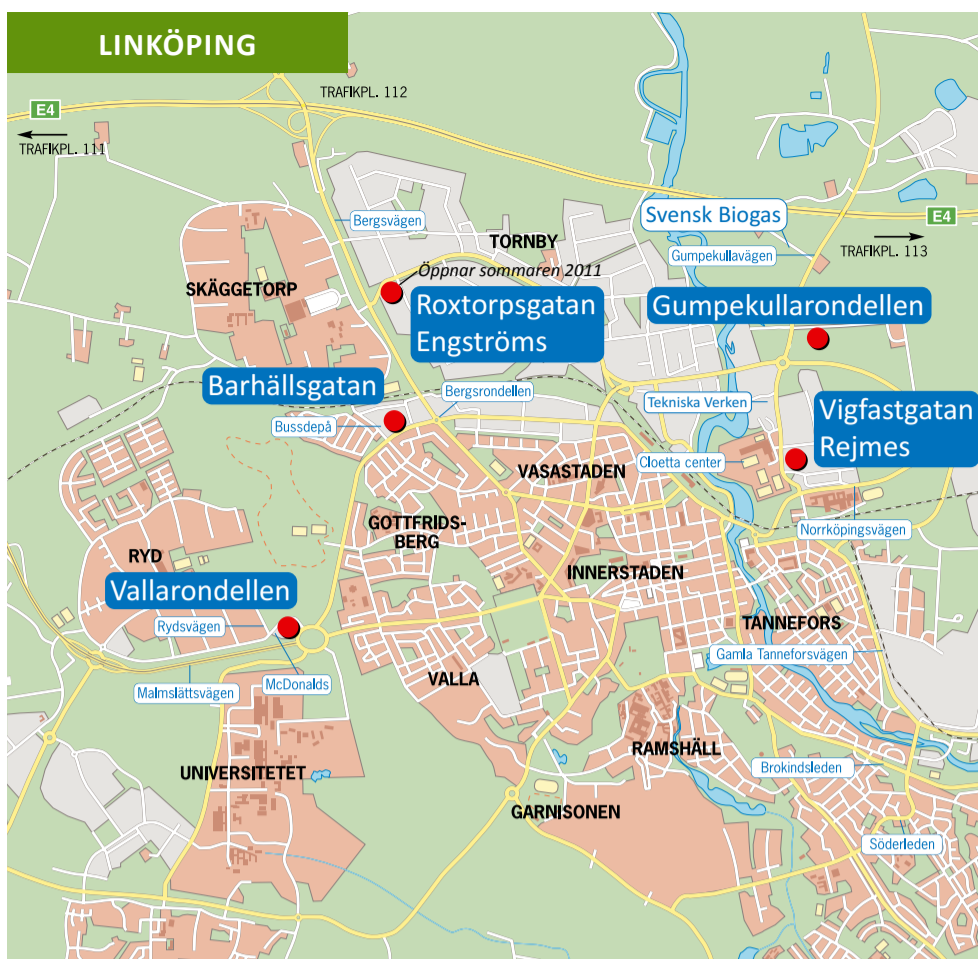 LINKÖPING
TRAFIKPL. 112
E4
TRAFIKPL. 111
Bergsvägen
Svensk Biogas
E4
TORNBY
TRAFIKPL. 113
Gumpekullavägen
Öppnar sommaren 2011
SKÄGGETORP
Roxtorpsgatan
Engströms
Gumpekullarondellen
Barhällsgatan
Bergsrondellen
Tekniska Verken
Vigfastgatan
Rejmes
Bussdepå
VASASTADEN
Cloetta center
GOTTFRIDS-
BERG
Norrköpingsvägen
RYD
INNERSTADEN
Vallarondellen
Rydsvägen
TANNEFORS
Gamla Tanneforsvägen
VALLA
McDonalds
Malmslättsvägen
RAMSHÄLL
UNIVERSITETET
Brokindsleden
GARNISONEN
Söderleden